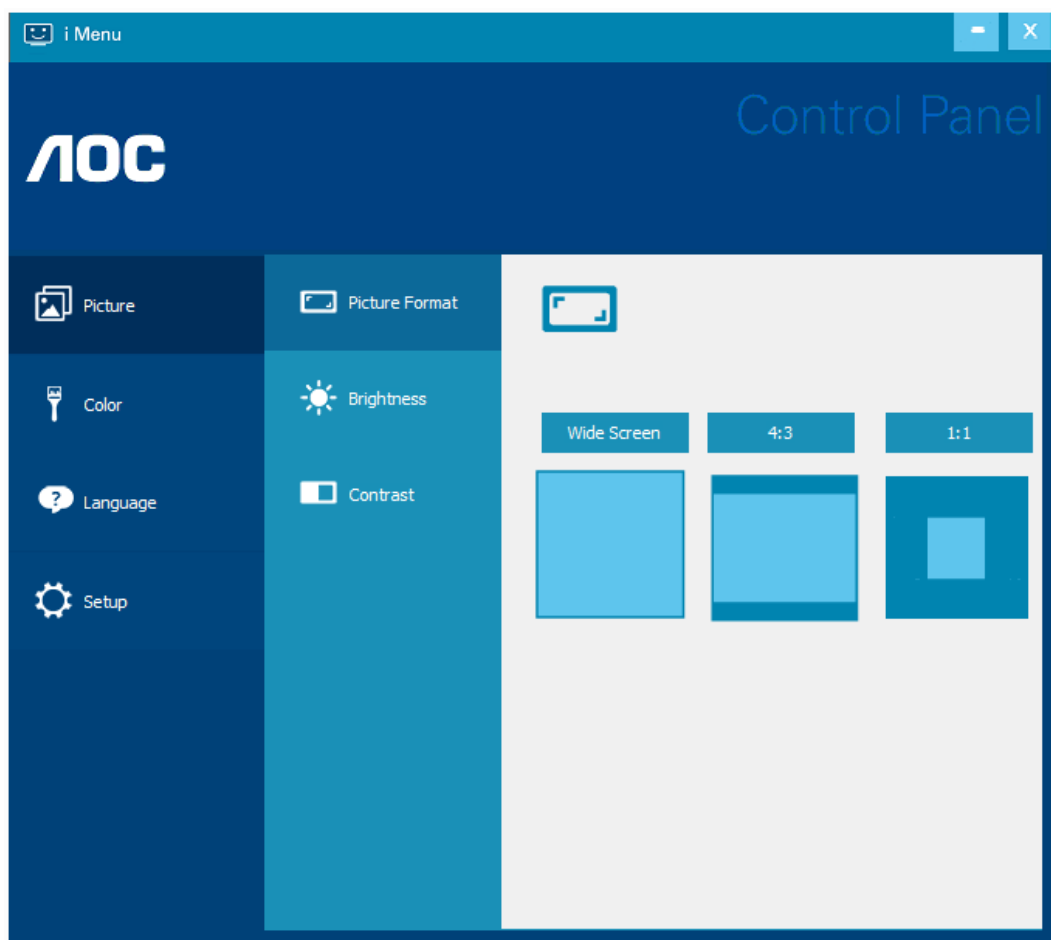 i Menu
Control Panel
AOC
Picture
Color
Language
Setup
Picture Format
Brightness
Contrast
Wide Screen
4:3
1:1